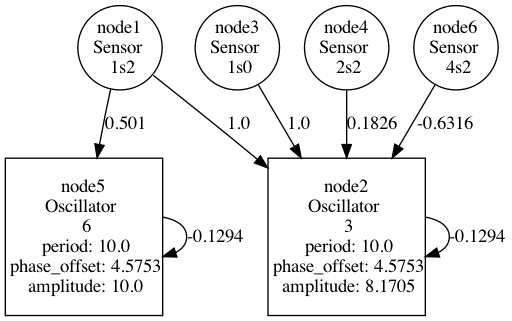 node1
Sensor
1s2
node3
Sensor
1s0
node4
Sensor
2s2
node6
Sensor
4s2
0.501
1.0
1.0
0.1826
-0.6316
node5
Oscillator
6
period: 10.0
phase_offset: 4.5753
amplitude: 10.0
-0.1294
node2
Oscillator
3
period: 10.0
phase_offset: 4.5753
amplitude: 8.1705
-0.1294